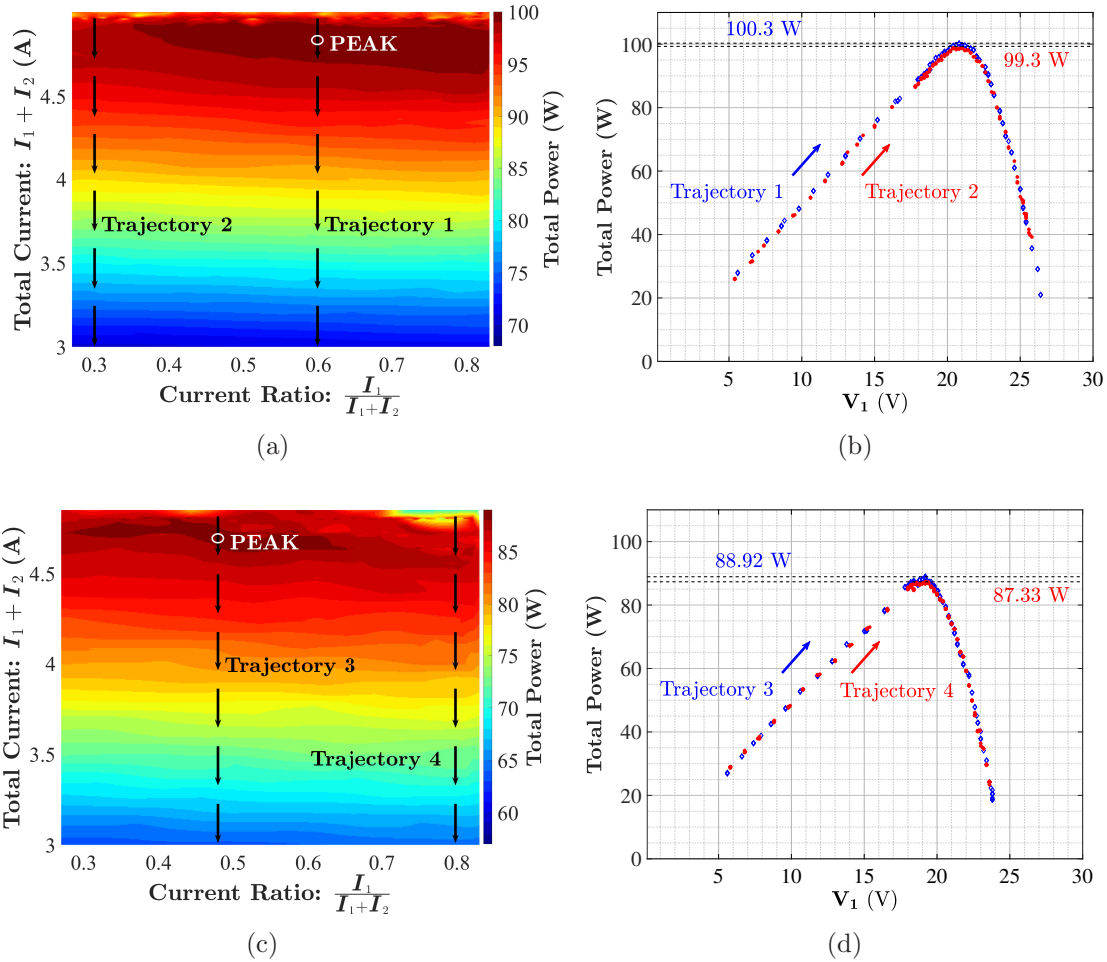 Total Current: I1 + I2 (A)
4.5
4
3.5
3
PEAK
Trajectory 2
Trajectory 1
0.3 0.4 0.5 0.6 0.7 0.8
Current Ratio: I1 / I1+I2
100
95
90
85
80
75
70
Total Power (W)
(a)
Total Power (W)
100
80
60
40
20
0
100.3 W
99.3 W
Trajectory 1
Trajectory 2
5 10 15 20 25 30
V1 (V)
(b)
Total Current: I1 + I2 (A)
4.5
4
3.5
3
PEAK
Trajectory 3
Trajectory 4
0.3 0.4 0.5 0.6 0.7 0.8
Current Ratio: I1 / I1+I2
85
80
75
70
65
60
Total Power (W)
(c)
Total Power (W)
100
80
60
40
20
0
88.92 W
87.33 W
Trajectory 3
Trajectory 4
5 10 15 20 25 30
V1 (V)
(d)